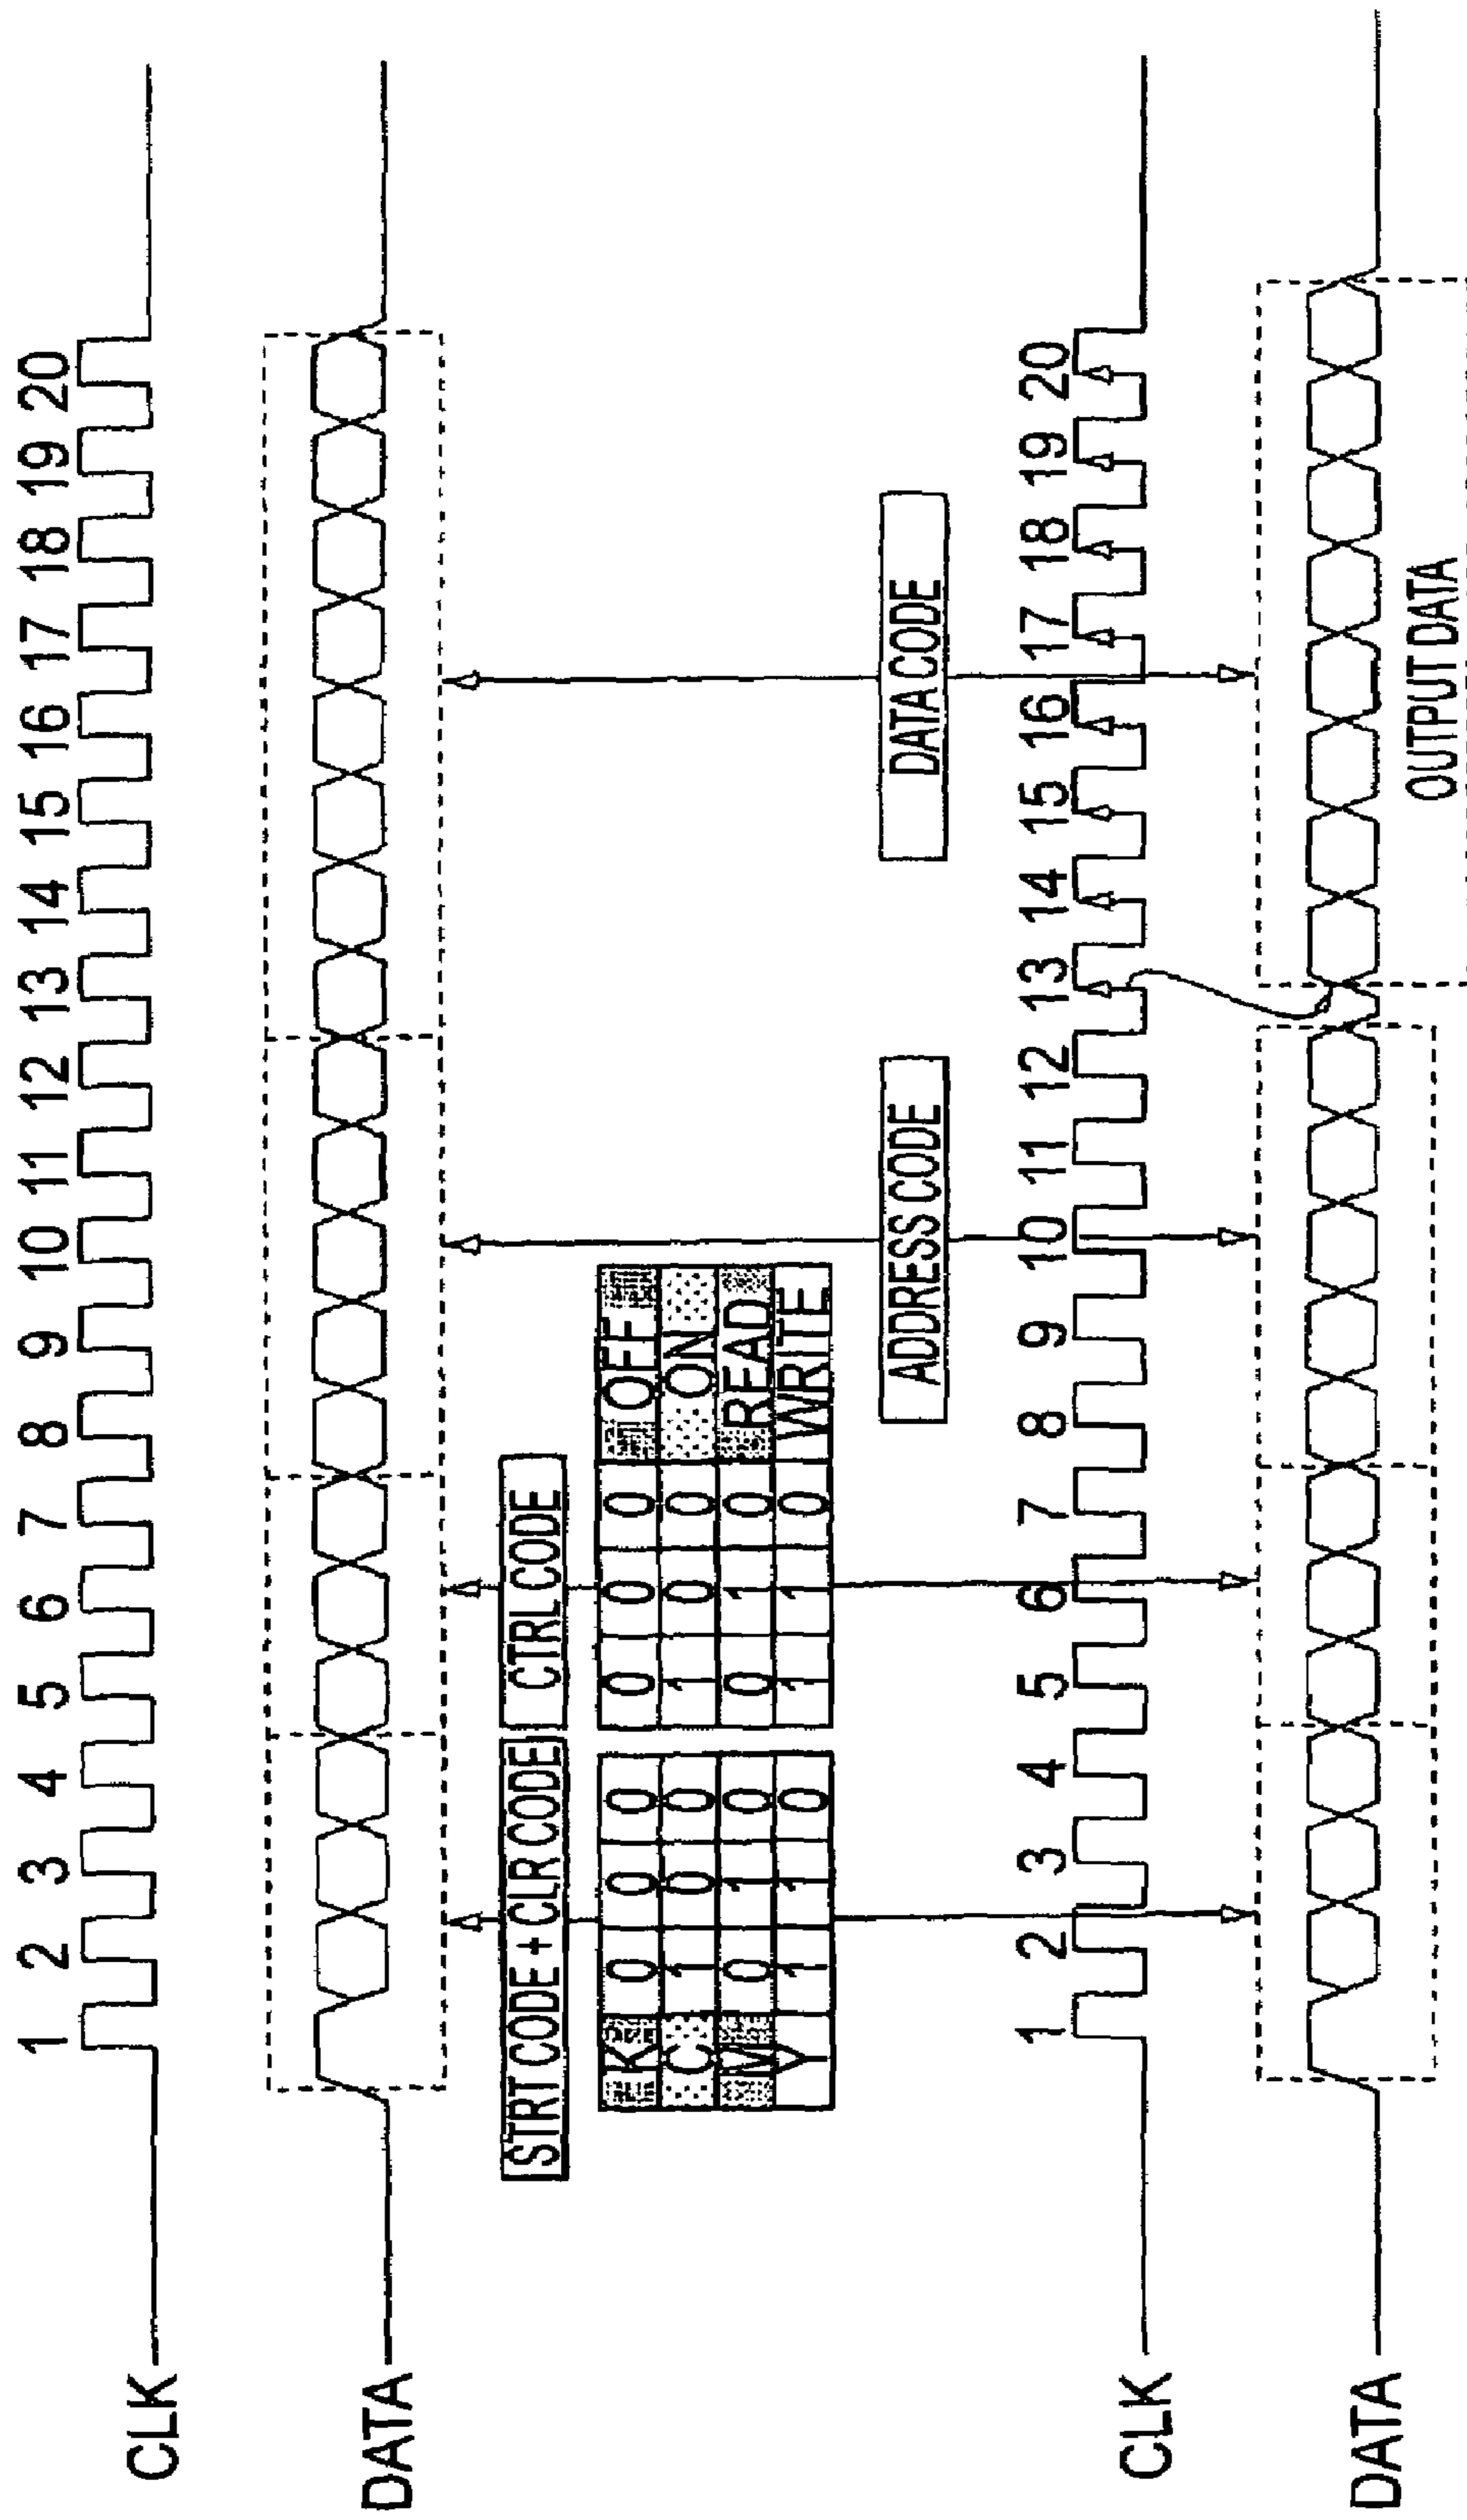 1 2 3 4 5 6 7 8 9 10 11 12 13 14 15 16 17 18 19 20
CLK
DATA
STRT CODE + CLR CODE CTRL CODE
K 0 0 0 0 0 0 OFF
C 1 0 0 1 0 0 ON
M 0 1 0 0 1 0 READ
Y 1 1 0 1 1 0 WRITE
ADDRESS CODE DATA CODE
1 2 3 4 5 6 7 8 9 10 11 12 13 14 15 16 17 18 19 20
CLK
DATA
OUTPUT DATA